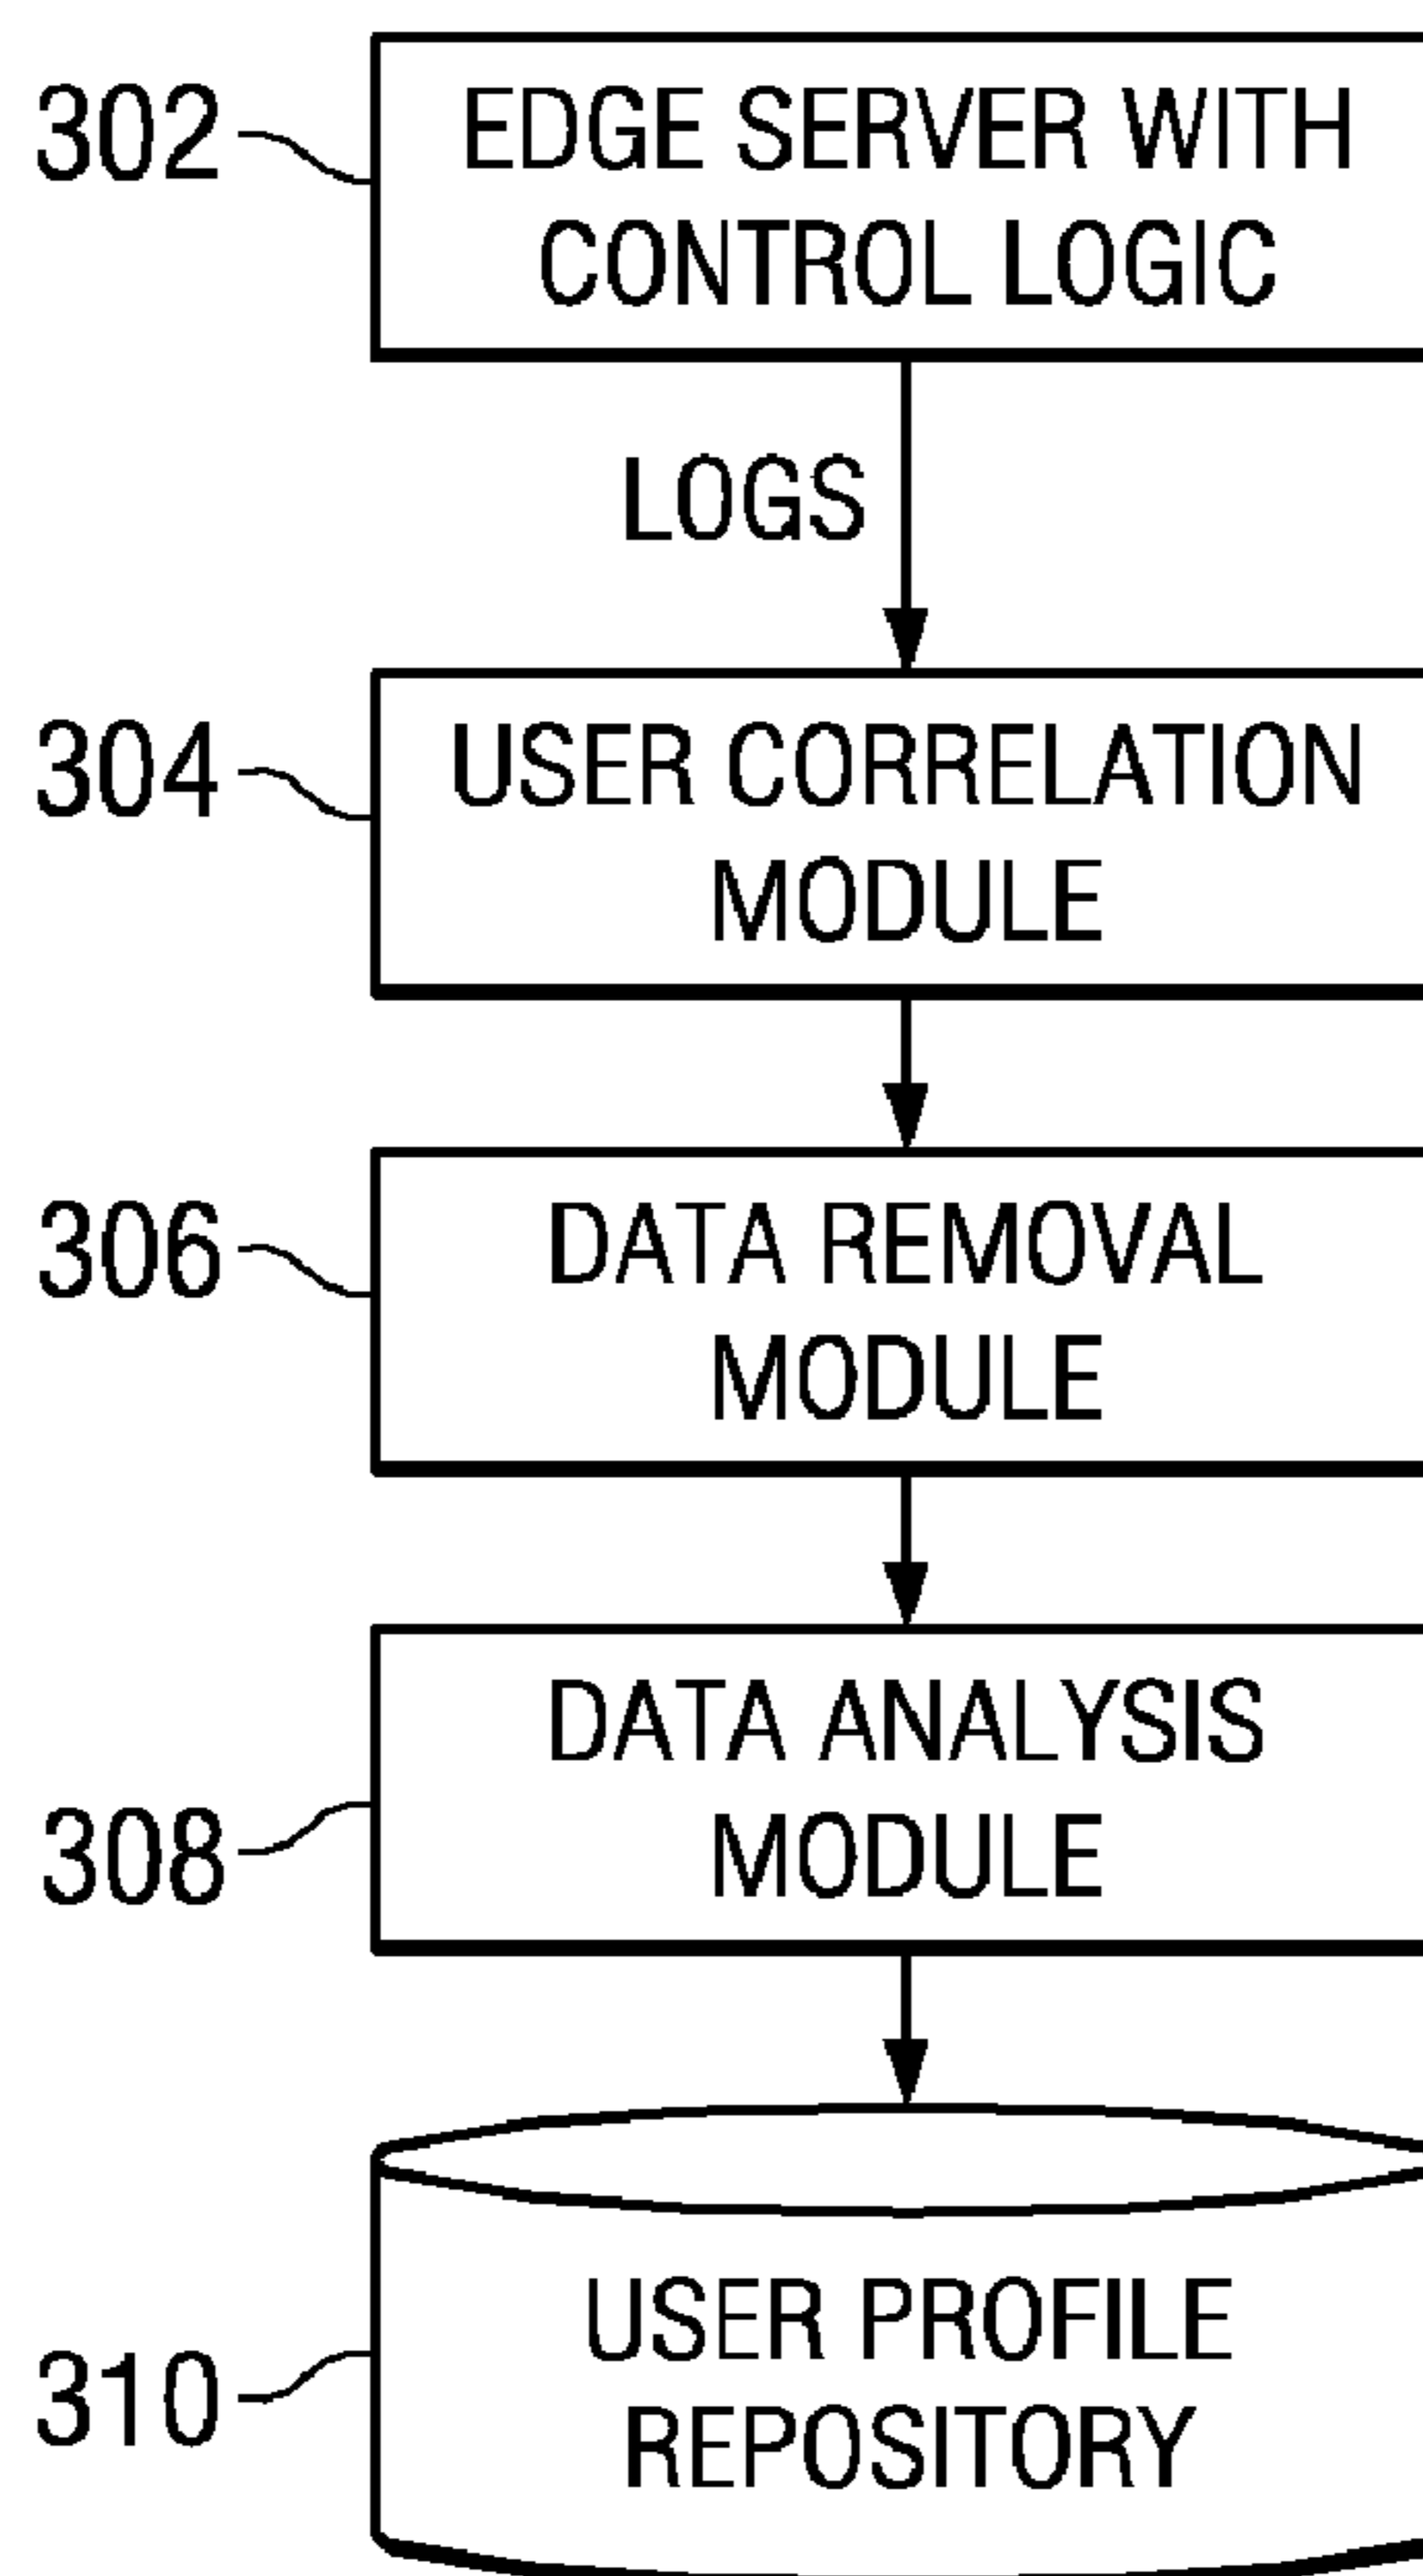 302
EDGE SERVER WITH
CONTROL LOGIC
LOGS
304
USER CORRELATION
MODULE
306
DATA REMOVAL
MODULE
308
DATA ANALYSIS
MODULE
310
USER PROFILE
REPOSITORY